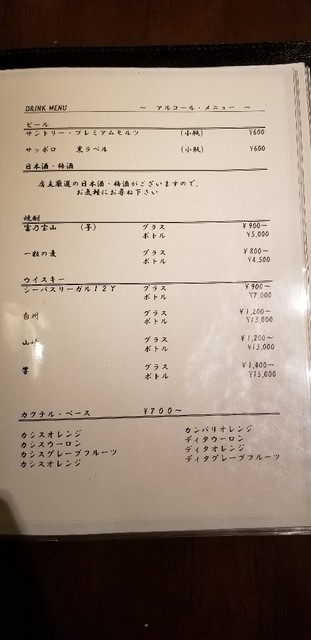 DRINK MENU ～ アルコール・メニュー ～
ビール
サントリー・プレミアムモルツ (小瓶) ¥600
サッポロ 黒ラベル (小瓶) ¥600
日本酒・梅酒
店主厳選の日本酒・梅酒がございますので、
お気軽にお尋ね下さい
焼酎
富乃宝山 (芋) グラス ¥900～
ボトル ¥5,000
一粒の麦 グラス ¥800～
ボトル ¥4,500
ウイスキー
シーバスリーガル12Y グラス ¥900～
ボトル ¥7,000
白州 グラス ¥1,200～
ボトル ¥13,000
山崎 グラス ¥1,200～
ボトル ¥13,000
響 グラス ¥1,400～
ボトル ¥15,000
カクテル・ベース ¥700～
カシスオレンジ
カシスウーロン
カシスグレープフルーツ
カシスオレンジ
カンパリオレンジ
ディタウーロン
ディタオレンジ
ディタグレープフルーツ